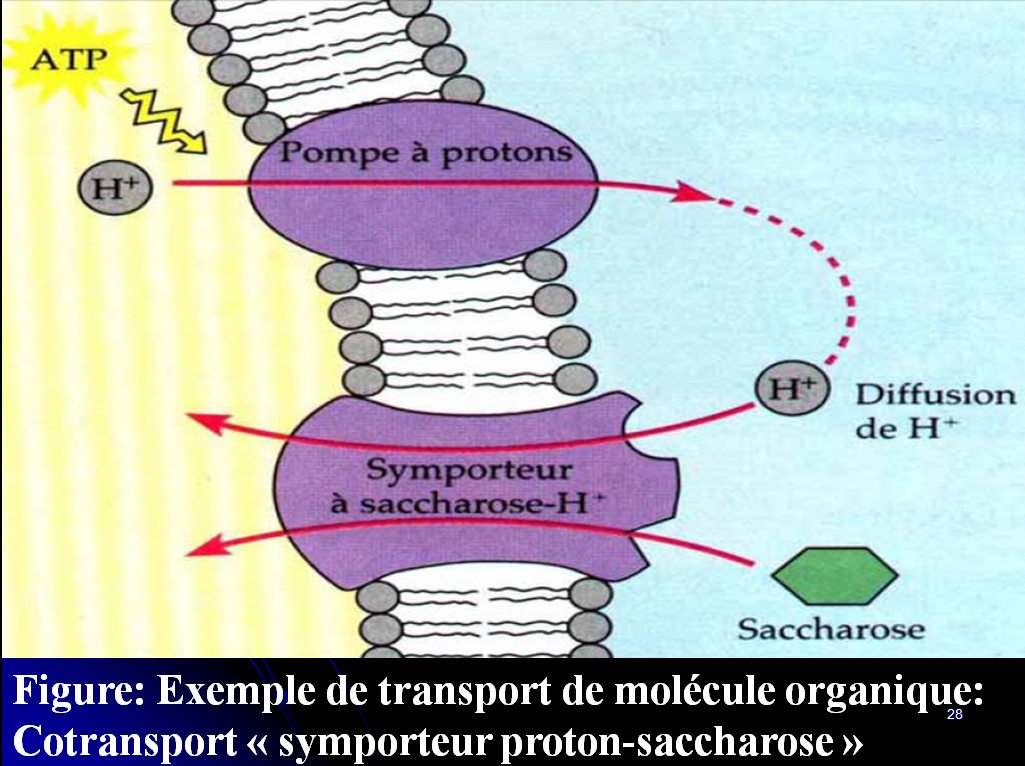 ATP
Pompe à protons
H⁺
H⁺
Diffusion
de H⁺
Symporteur
à saccharose-H⁺
Saccharose
Figure: Exemple de transport de molécule organique:
28
Cotransport « symporteur proton-saccharose »